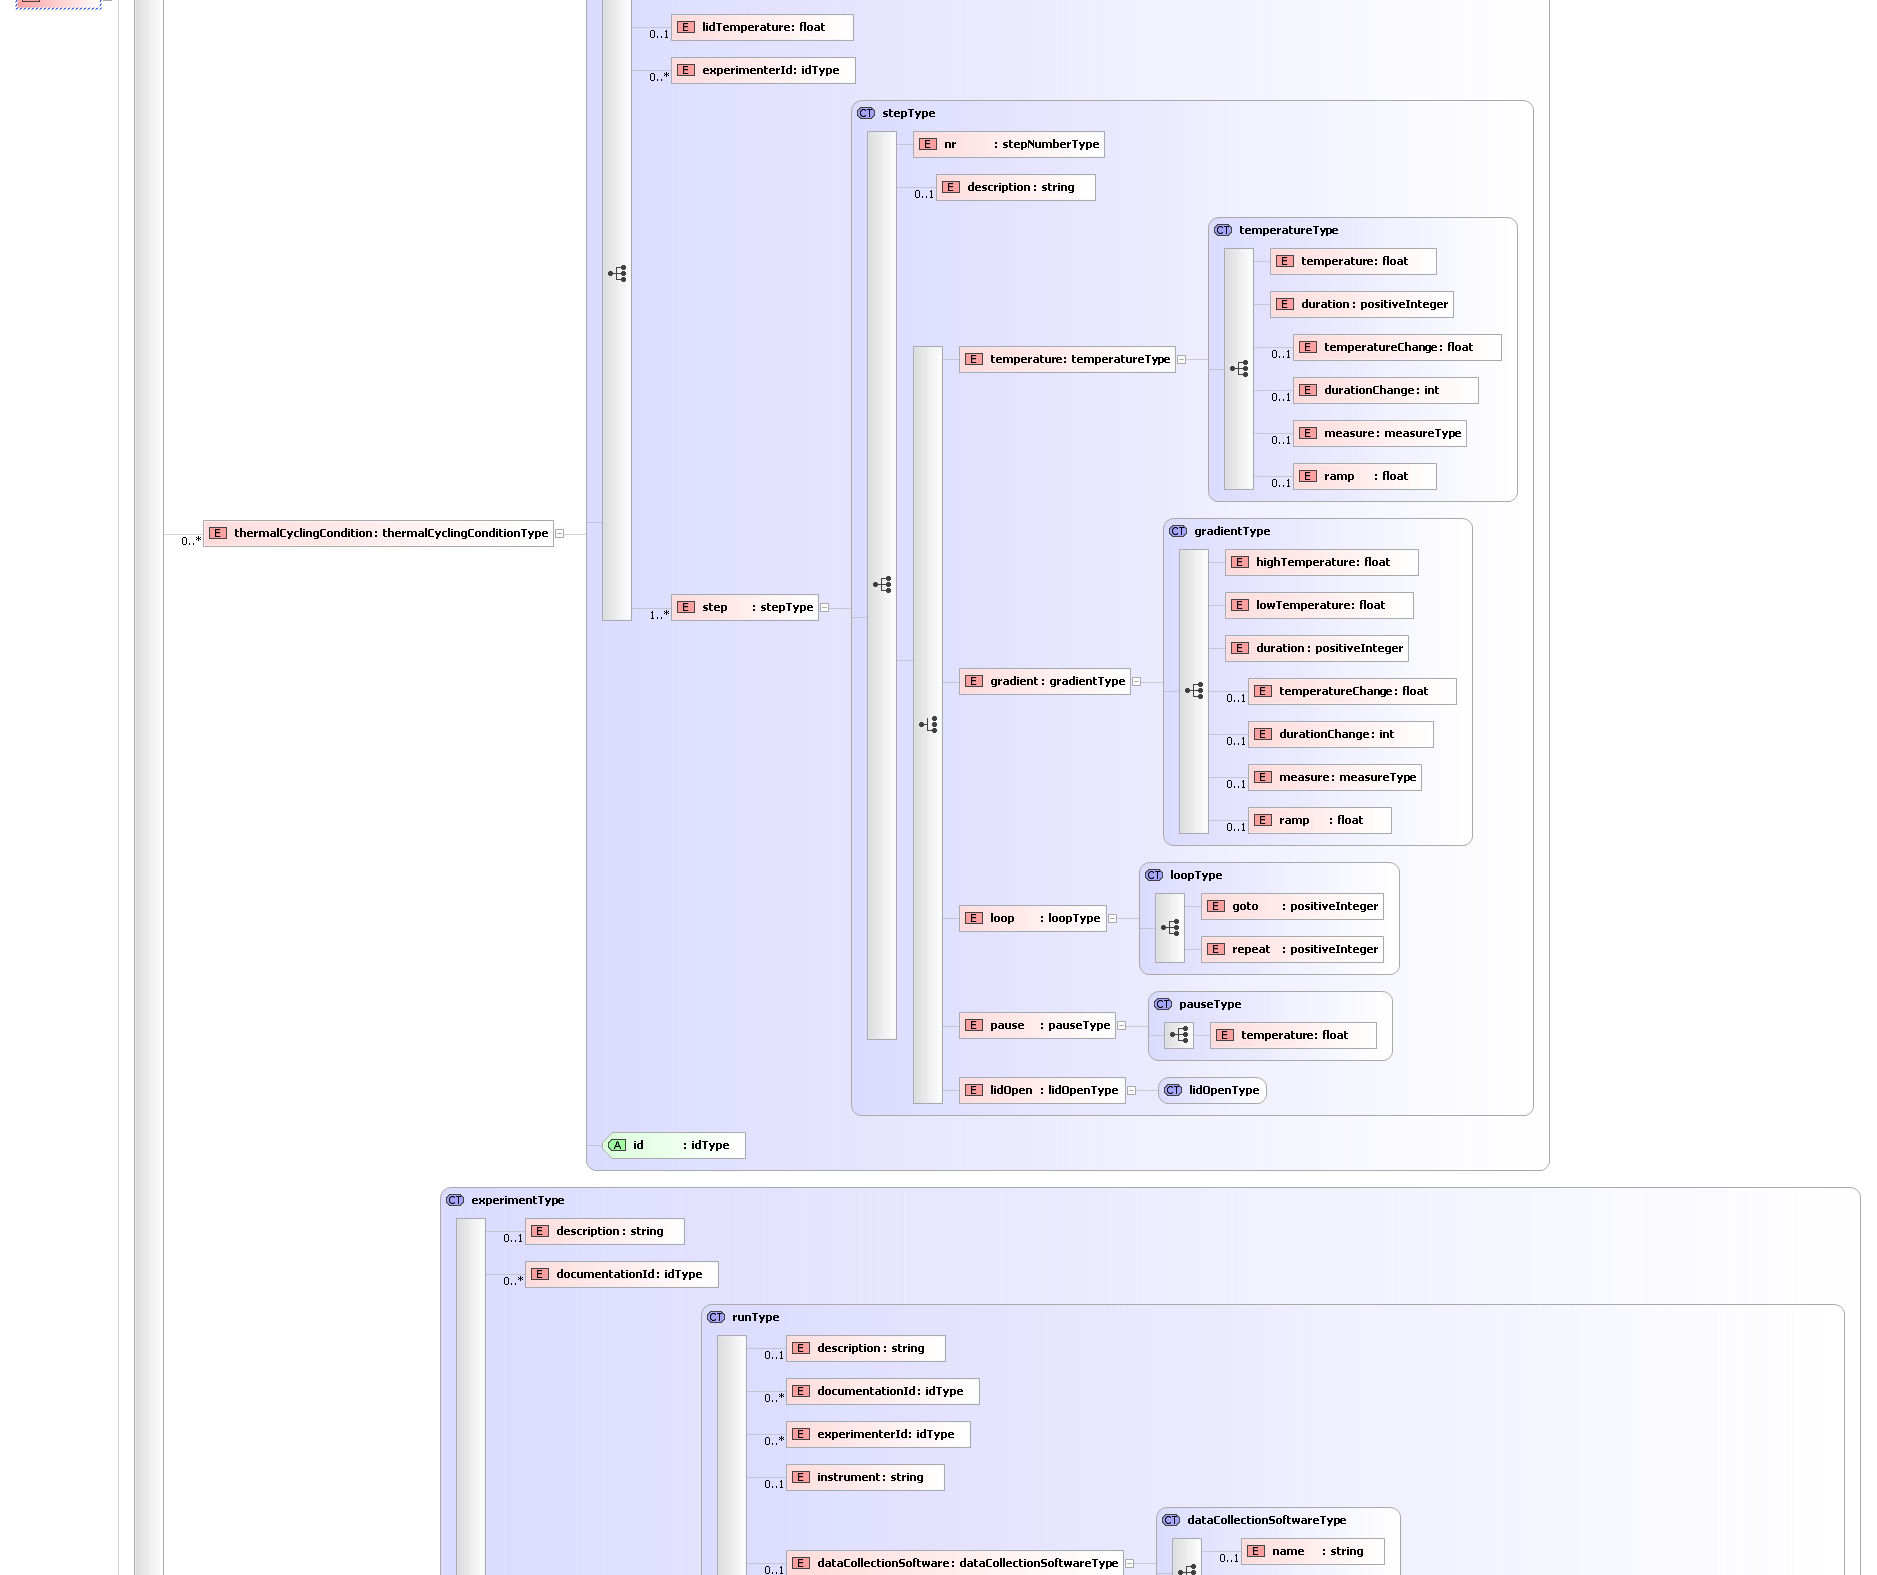 E lidTemperature: float
0..1
E experimenterId: idType
0..*
CT stepType
E nr : stepNumberType
E description : string
0..1
CT temperatureType
E temperature: float
E duration : positiveInteger
E temperatureChange: float
0..1
E temperature: temperatureType
E durationChange: int
0..1
E measure : measureType
0..1
E ramp : float
0..1
CT gradientType
E thermalCyclingCondition: thermalCyclingConditionType
0..*
E highTemperature: float
E lowTemperature: float
E step : stepType
1..*
E duration : positiveInteger
E gradient : gradientType
E temperatureChange: float
0..1
E durationChange: int
0..1
E measure : measureType
0..1
E ramp : float
0..1
CT loopType
E goto : positiveInteger
E loop : loopType
E repeat : positiveInteger
CT pauseType
E pause : pauseType
E temperature: float
E lidOpen : lidOpenType
CT lidOpenType
A id : idType
CT experimentType
E description : string
0..1
E documentationId: idType
0..*
CT runType
E description : string
0..1
E documentationId: idType
0..*
E experimenterId: idType
0..*
E instrument : string
0..1
CT dataCollectionSoftwareType
E name : string
0..1
E dataCollectionSoftware: dataCollectionSoftwareType
0..1